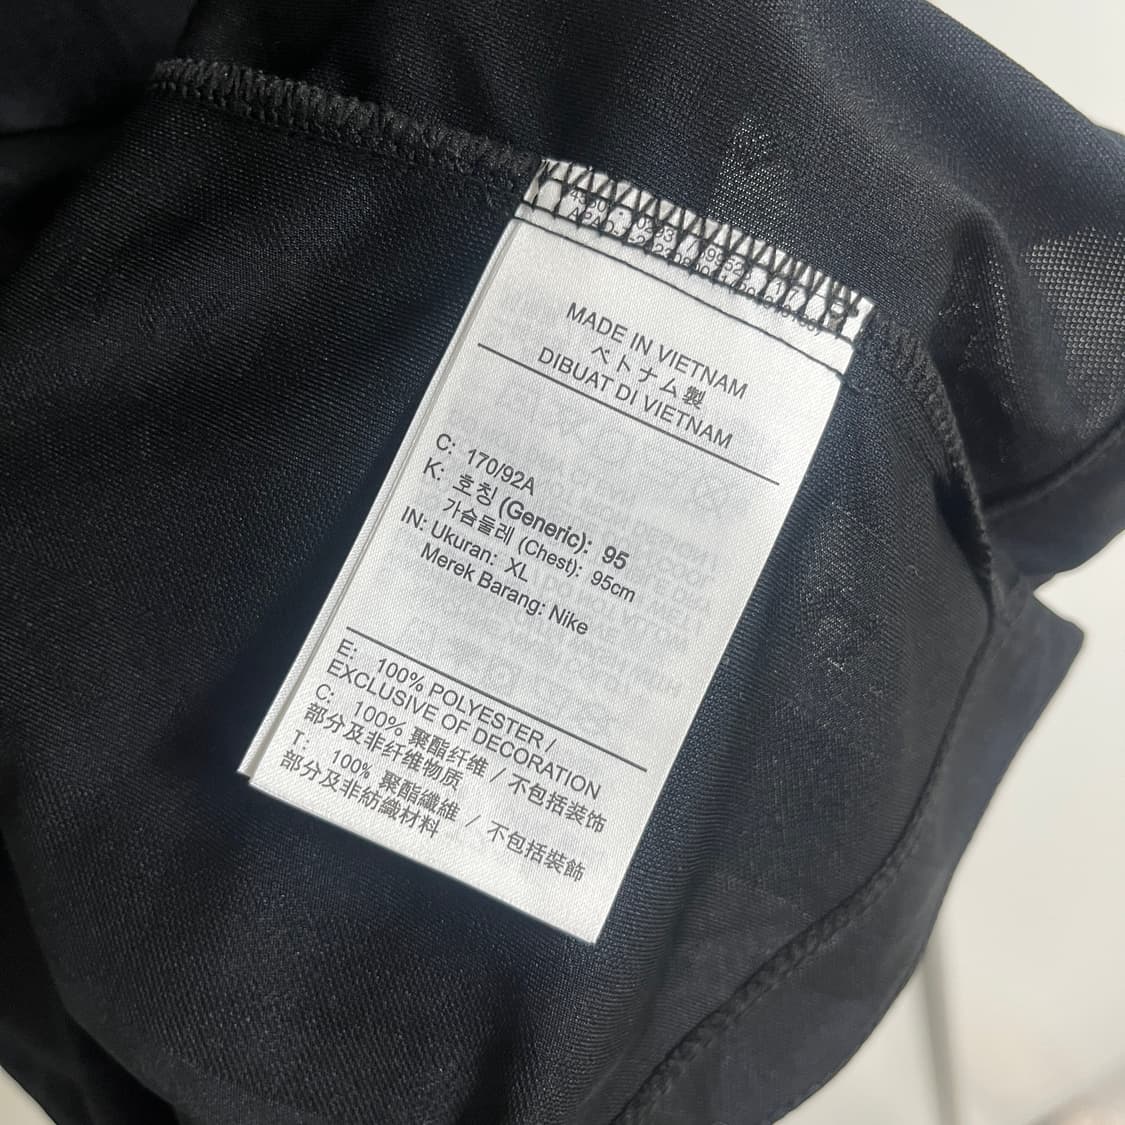 MADE IN VIETNAM
ベトナム製
DIBUAT DI VIETNAM
C: 170/92A
K: 호칭 (Generic): 95
가슴둘레 (Chest): 95cm
IN: Ukuran: XL
Merek Barang: Nike
E: 100% POLYESTER /
EXCLUSIVE OF DECORATION
C: 100% 聚酯纤维 / 不包括装饰
部分及非纤维物质
T: 100% 聚酯纖維 / 不包括裝飾
部分及非紡織材料